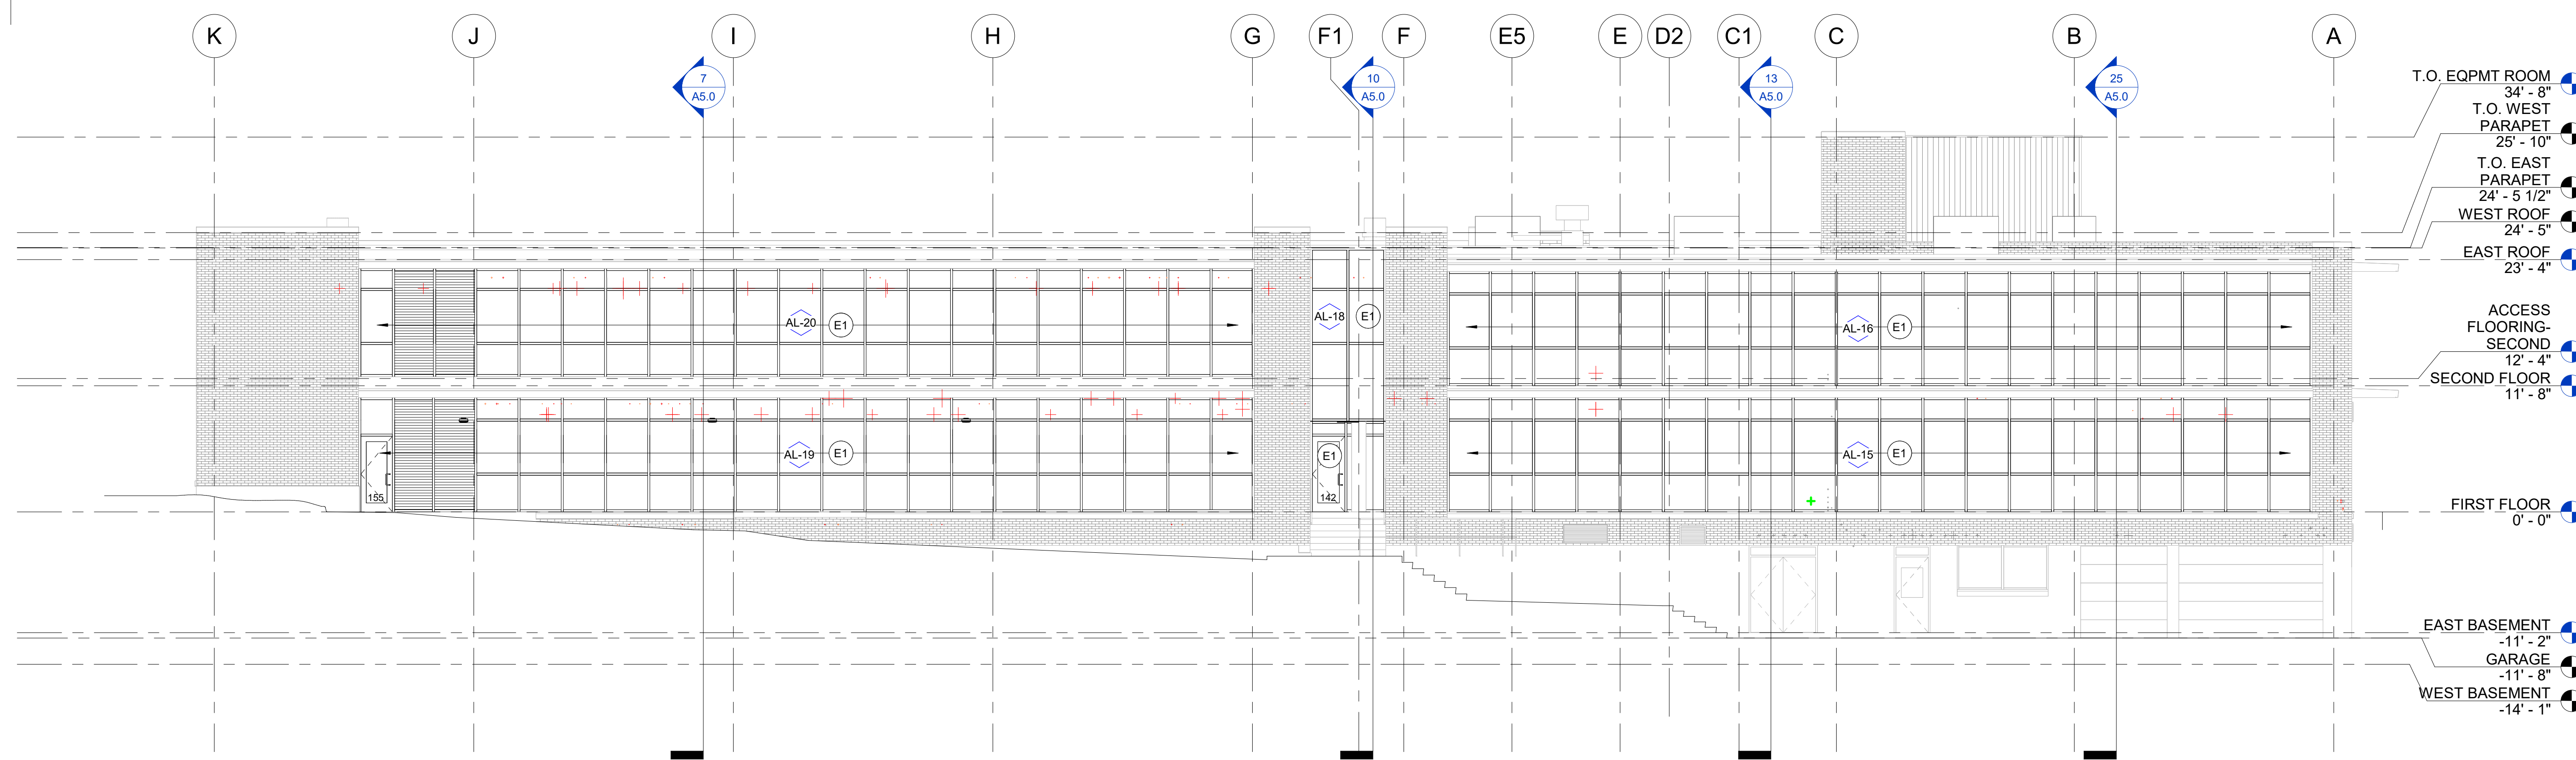 K J I H G F1 F E5 E D2 C1 C B A
7
A5.0
10
A5.0
13
A5.0
25
A5.0
T.O. EQPMT ROOM
34' - 8"
T.O. WEST
PARAPET
25' - 10"
T.O. EAST
PARAPET
24' - 5 1/2"
WEST ROOF
24' - 5"
EAST ROOF
23' - 4"
ACCESS
FLOORING-
SECOND
12' - 4"
SECOND FLOOR
11' - 8"
FIRST FLOOR
0' - 0"
EAST BASEMENT
-11' - 2"
GARAGE
-11' - 8"
WEST BASEMENT
-14' - 1"
AL-20 E1
AL-18 E1
AL-16 E1
AL-19 E1
E1
AL-15 E1
155
142